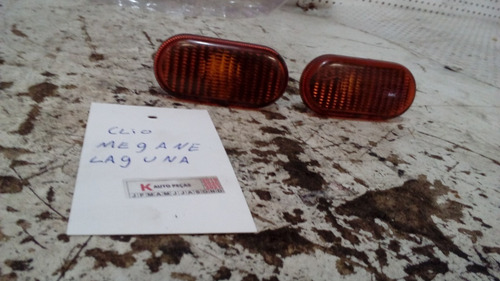 CLIO
MEGANE
LAGUNA
K AUTO PEÇAS
J F M A M J J A S O N D